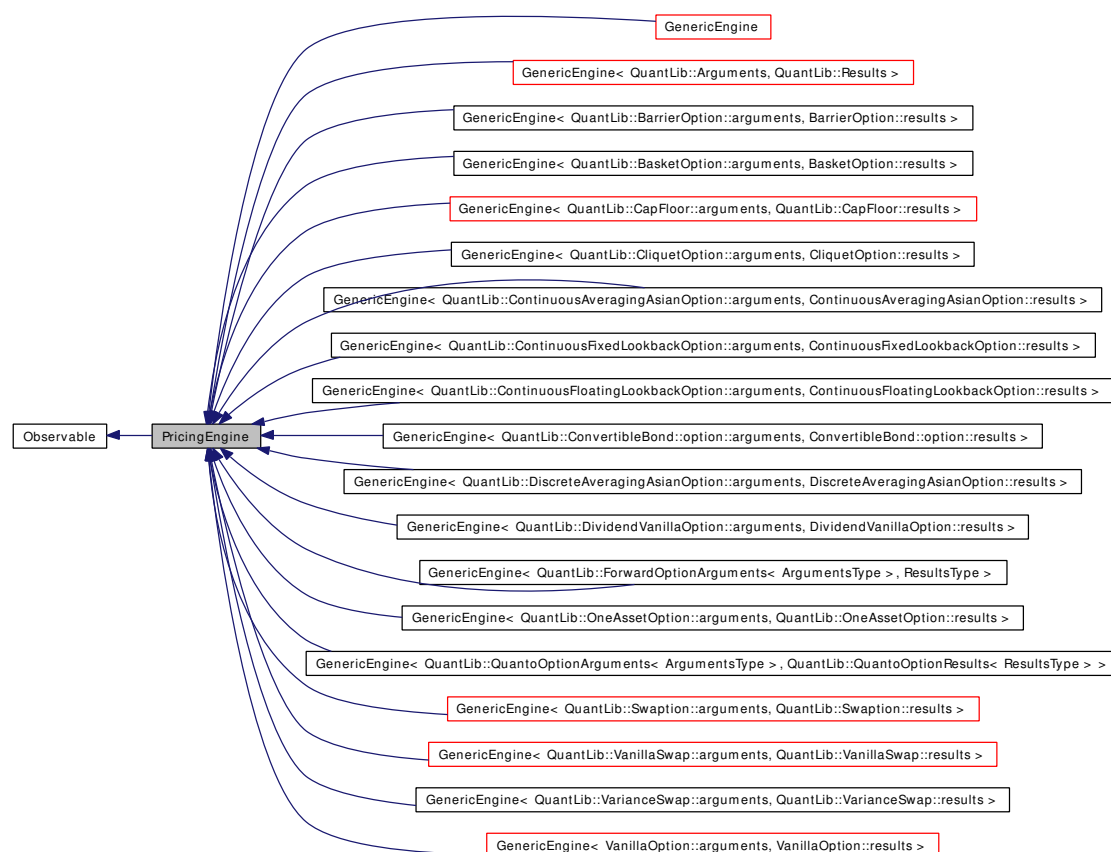 GenericEngine
GenericEngine< QuantLib::Arguments, QuantLib::Results >
GenericEngine< QuantLib::BarrierOption::arguments, BarrierOption::results >
GenericEngine< QuantLib::BasketOption::arguments, BasketOption::results >
GenericEngine< QuantLib::CapFloor::arguments, QuantLib::CapFloor::results >
GenericEngine< QuantLib::CliquetOption::arguments, CliquetOption::results >
GenericEngine< QuantLib::ContinuousAveragingAsianOption::arguments, ContinuousAveragingAsianOption::results >
GenericEngine< QuantLib::ContinuousFixedLookbackOption::arguments, ContinuousFixedLookbackOption::results >
GenericEngine< QuantLib::ContinuousFloatingLookbackOption::arguments, ContinuousFloatingLookbackOption::results >
Observable
PricingEngine
GenericEngine< QuantLib::ConvertibleBond::option::arguments, ConvertibleBond::option::results >
GenericEngine< QuantLib::DiscreteAveragingAsianOption::arguments, DiscreteAveragingAsianOption::results >
GenericEngine< QuantLib::DividendVanillaOption::arguments, DividendVanillaOption::results >
GenericEngine< QuantLib::ForwardOptionArguments< ArgumentsType >, ResultsType >
GenericEngine< QuantLib::OneAssetOption::arguments, QuantLib::OneAssetOption::results >
GenericEngine< QuantLib::QuantoOptionArguments< ArgumentsType >, QuantLib::QuantoOptionResults< ResultsType > >
GenericEngine< QuantLib::Swaption::arguments, QuantLib::Swaption::results >
GenericEngine< QuantLib::VanillaSwap::arguments, QuantLib::VanillaSwap::results >
GenericEngine< QuantLib::VarianceSwap::arguments, QuantLib::VarianceSwap::results >
GenericEngine< VanillaOption::arguments, VanillaOption::results >